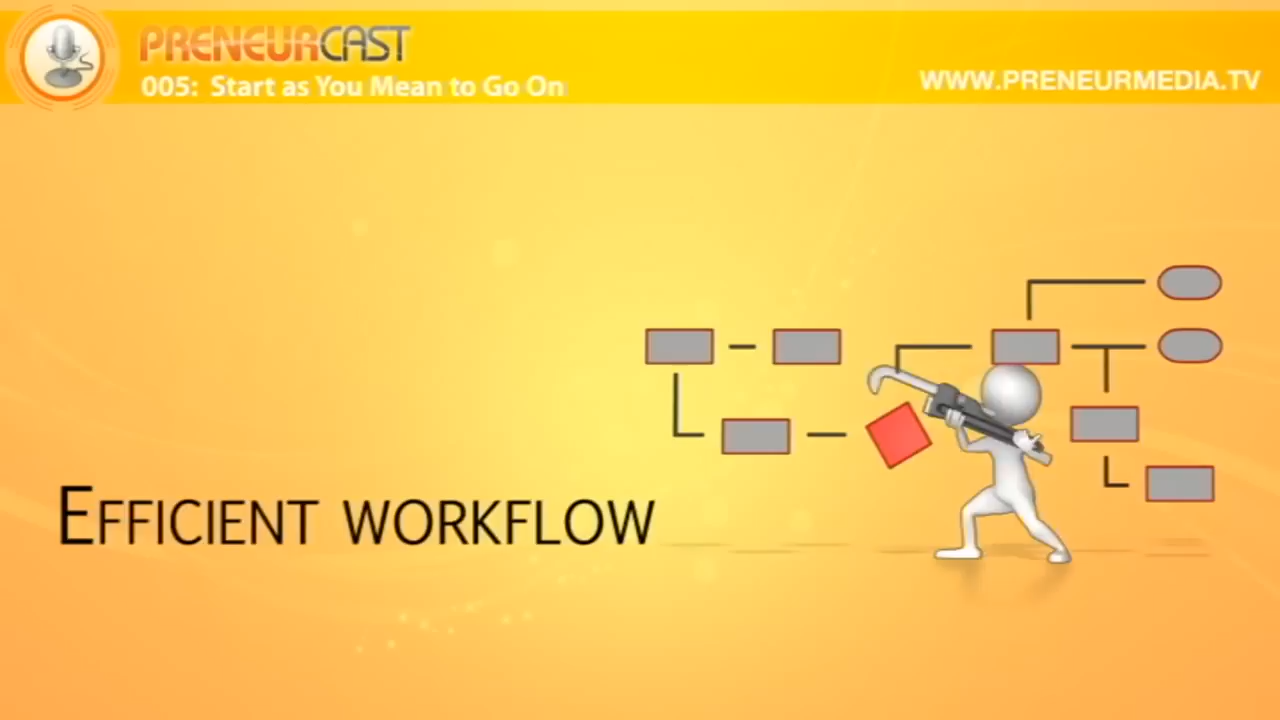 PRENEURCAST
005: Start as You Mean to Go On
WWW.PRENEURMEDIA.TV
EFFICIENT WORKFLOW